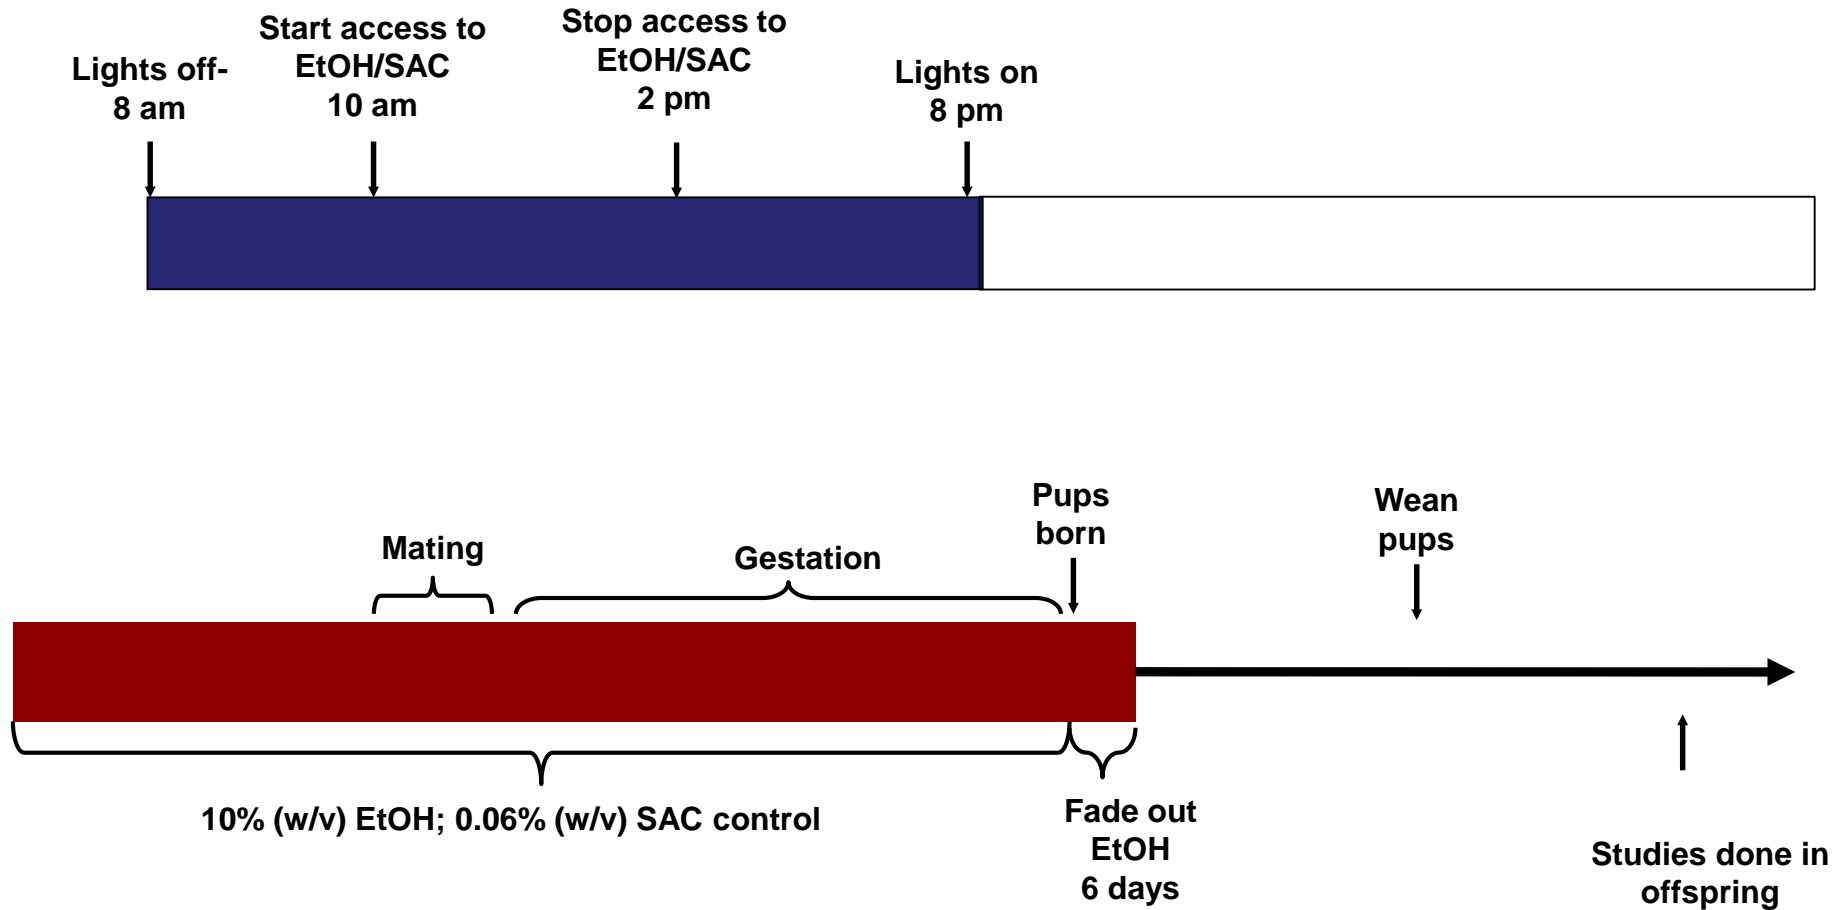 Lights off-
8 am
Start access to
EtOH/SAC
10 am
Stop access to
EtOH/SAC
2 pm
Lights on
8 pm
Mating
Gestation
Pups
born
Wean
pups
10% (w/v) EtOH; 0.06% (w/v) SAC control
Fade out
EtOH
6 days
Studies done in
offspring